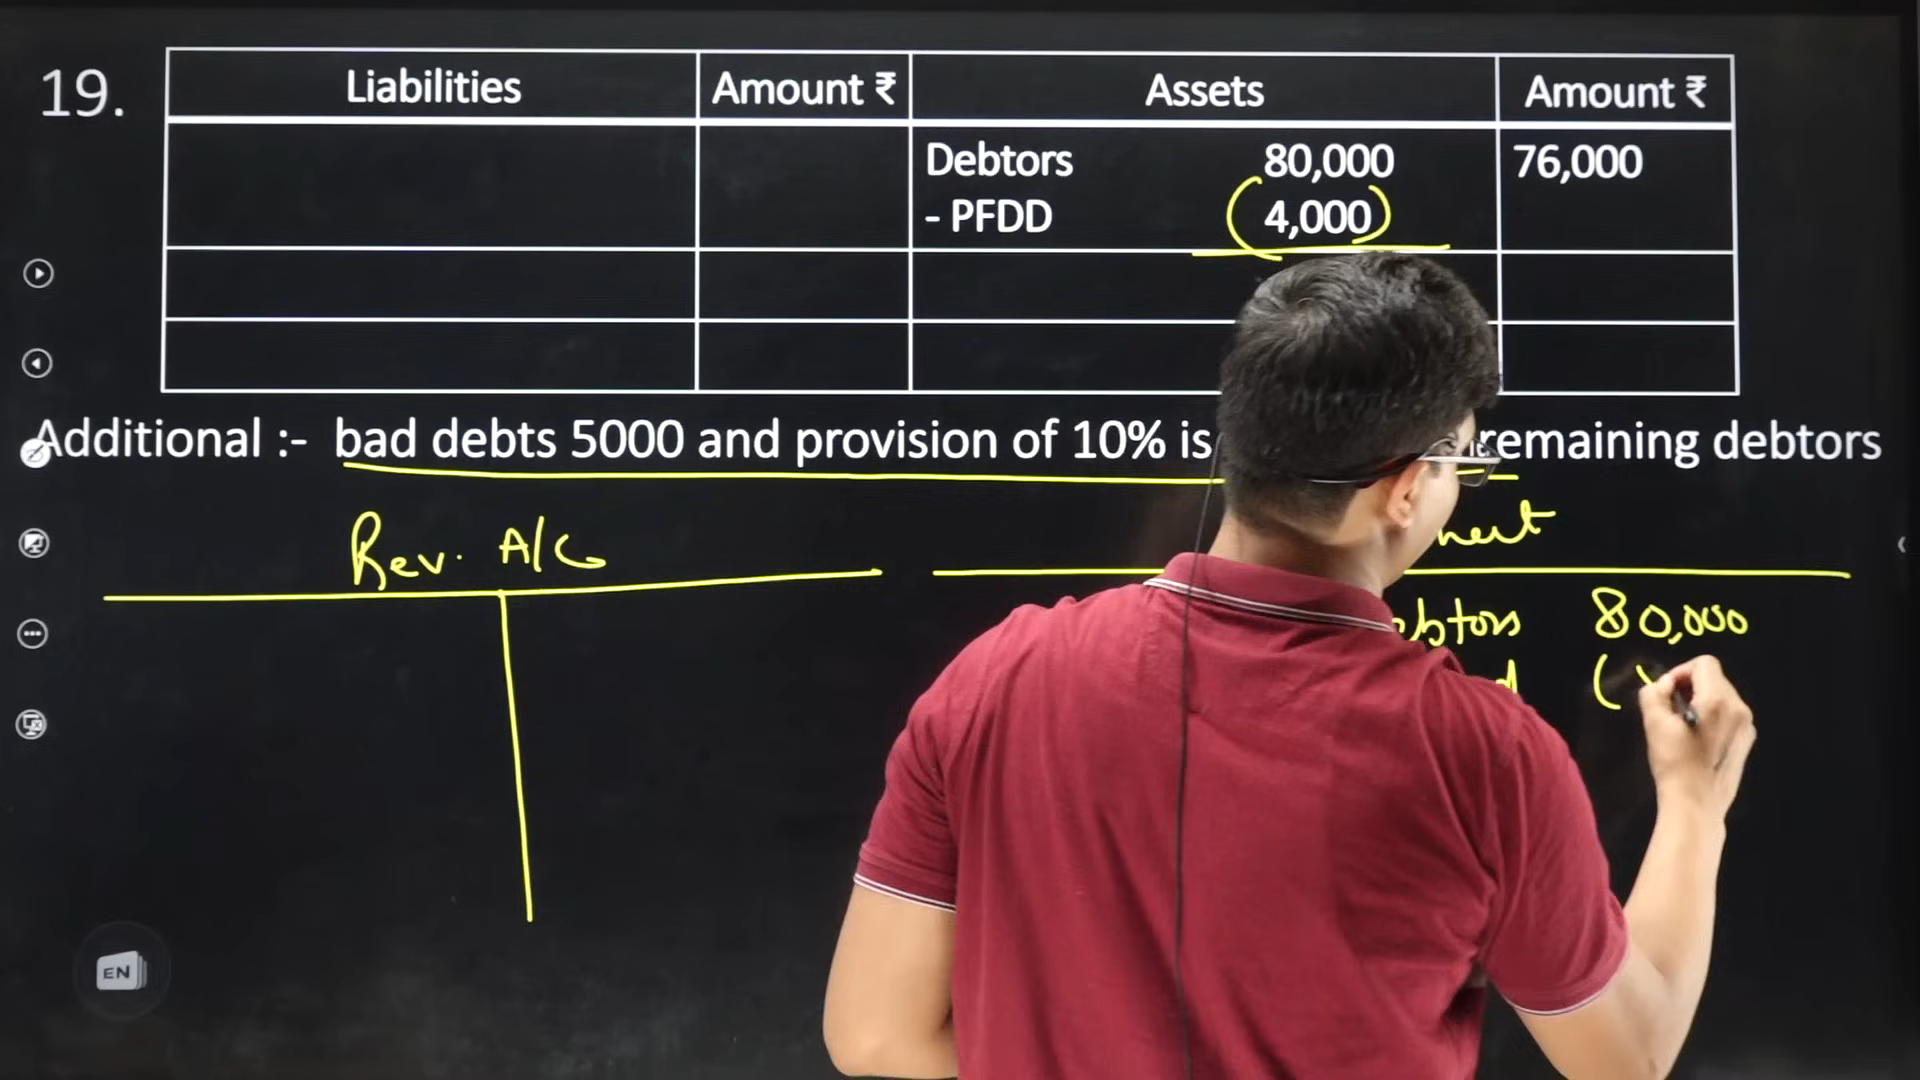 19.
Liabilities Amount ₹ Assets Amount ₹
Debtors 80,000 76,000
- PFDD 4,000
Additional :- bad debts 5000 and provision of 10% is remaining debtors
Rev. A/C
80,000
EN